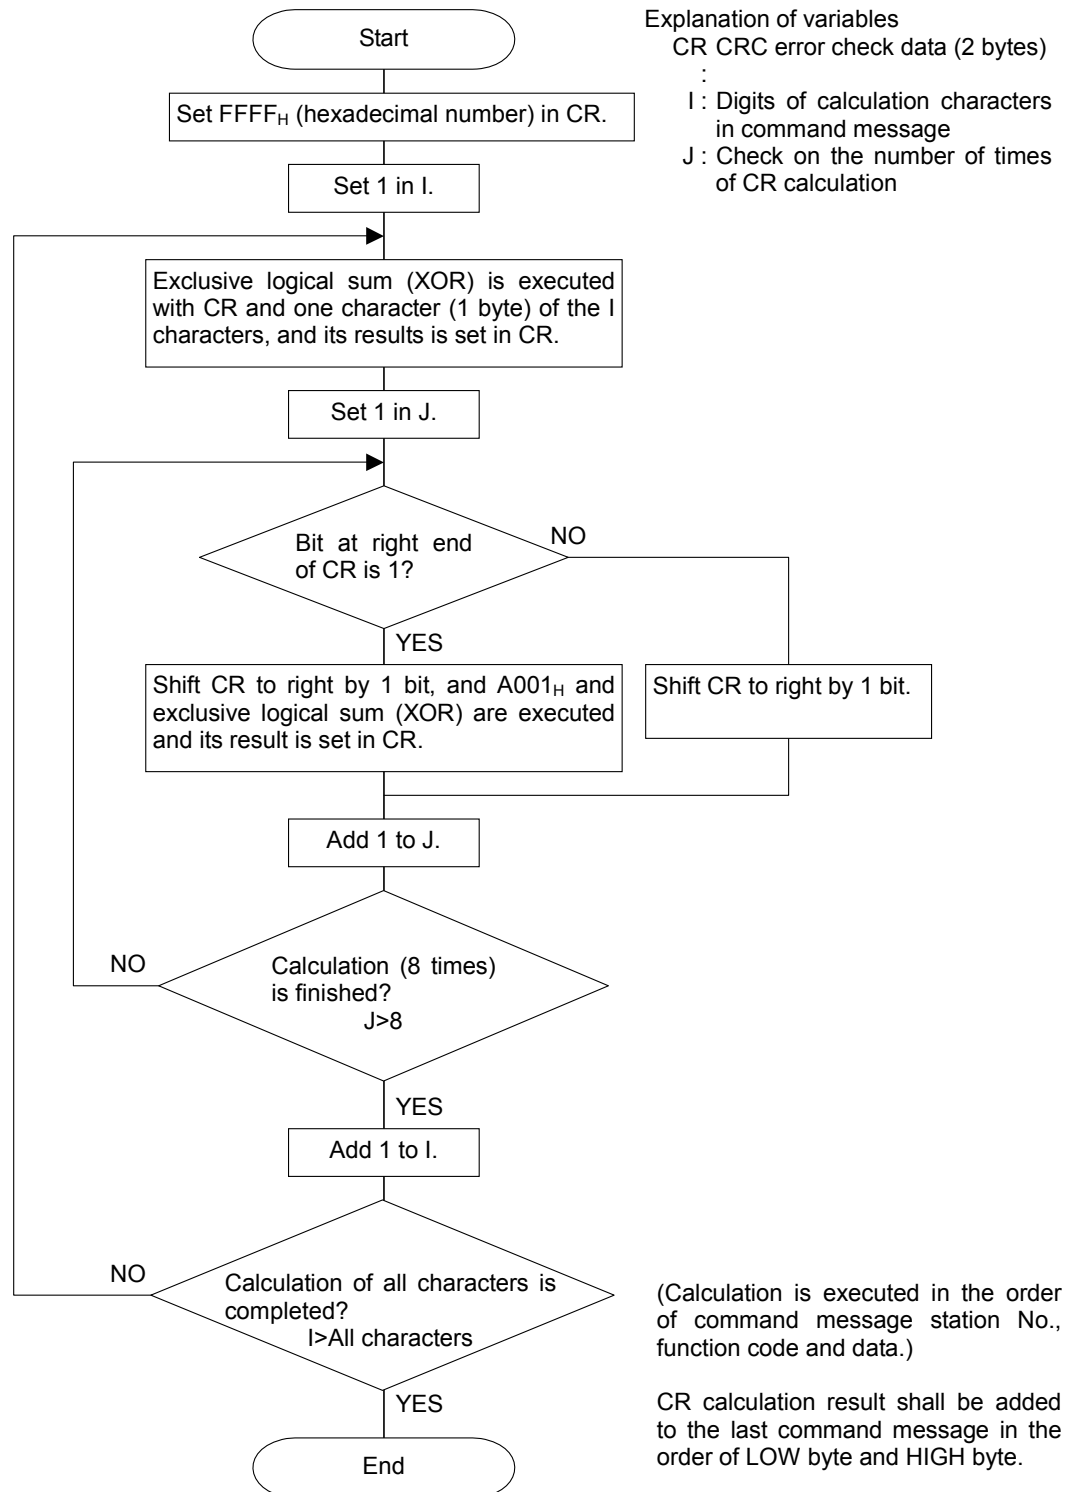 Start
Explanation of variables
CR CRC error check data (2 bytes)
:
I : Digits of calculation characters
in command message
J : Check on the number of times
of CR calculation
Set FFFFH (hexadecimal number) in CR.
Set 1 in I.
Exclusive logical sum (XOR) is executed
with CR and one character (1 byte) of the I
characters, and its results is set in CR.
Set 1 in J.
Bit at right end
of CR is 1?
NO
YES
Shift CR to right by 1 bit, and A001H and
exclusive logical sum (XOR) are executed
and its result is set in CR.
Shift CR to right by 1 bit.
Add 1 to J.
NO
Calculation (8 times)
is finished?
J>8
YES
Add 1 to I.
NO
Calculation of all characters is
completed?
I>All characters
YES
(Calculation is executed in the order
of command message station No.,
function code and data.)
CR calculation result shall be added
to the last command message in the
order of LOW byte and HIGH byte.
End